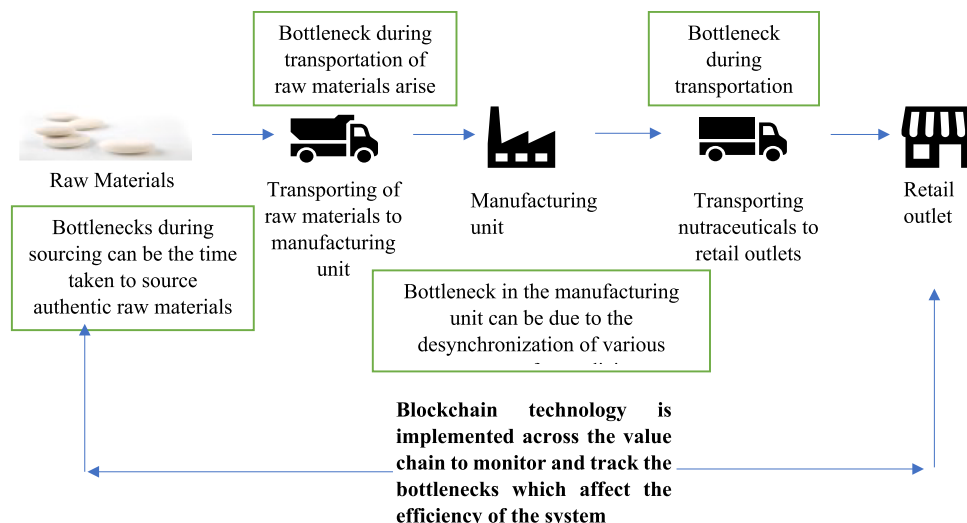 Bottleneck during
transportation of
raw materials arise
Bottleneck
during
transportation
Raw Materials
Transporting of
raw materials to
manufacturing
unit
Manufacturing
unit
Transporting
nutraceuticals to
retail outlets
Retail
outlet
Bottlenecks during
sourcing can be the time
taken to source
authentic raw materials
Bottleneck in the manufacturing
unit can be due to the
desynchronization of various
Blockchain technology is
implemented across the value
chain to monitor and track the
bottlenecks which affect the
efficiency of the system